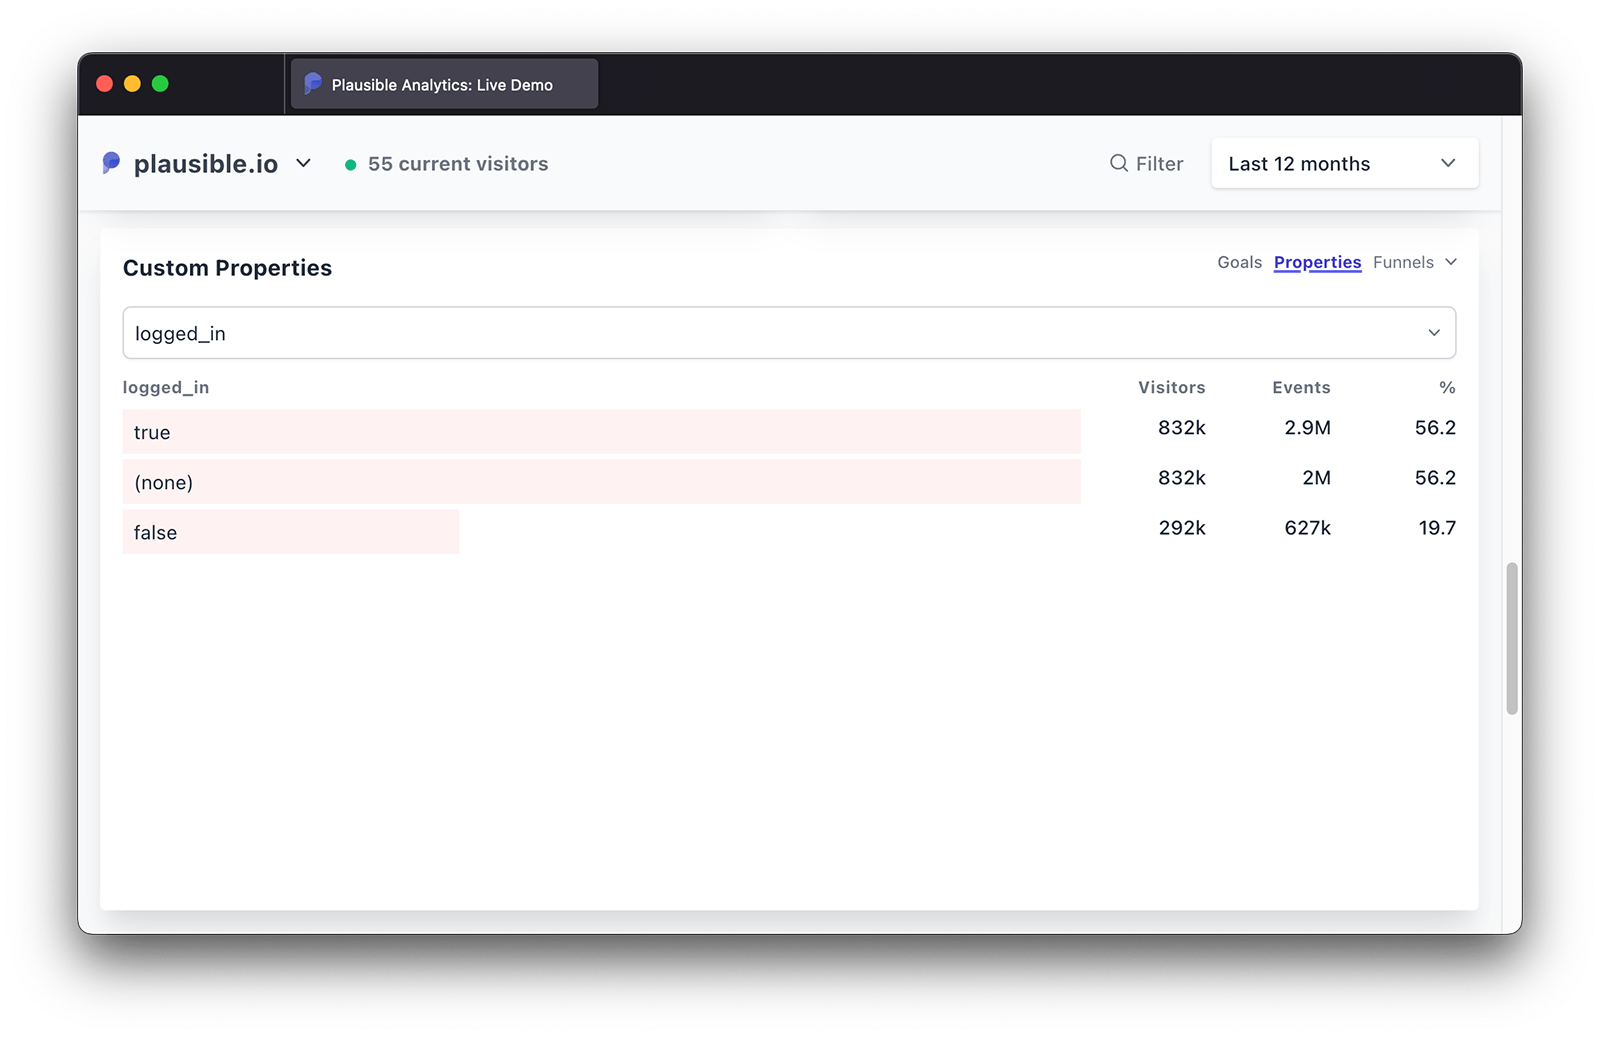 Plausible Analytics: Live Demo
plausible.io
55 current visitors
Filter
Last 12 months
Custom Properties
Goals Properties Funnels
logged_in
logged_in Visitors Events %
true 832k 2.9M 56.2
(none) 832k 2M 56.2
false 292k 627k 19.7